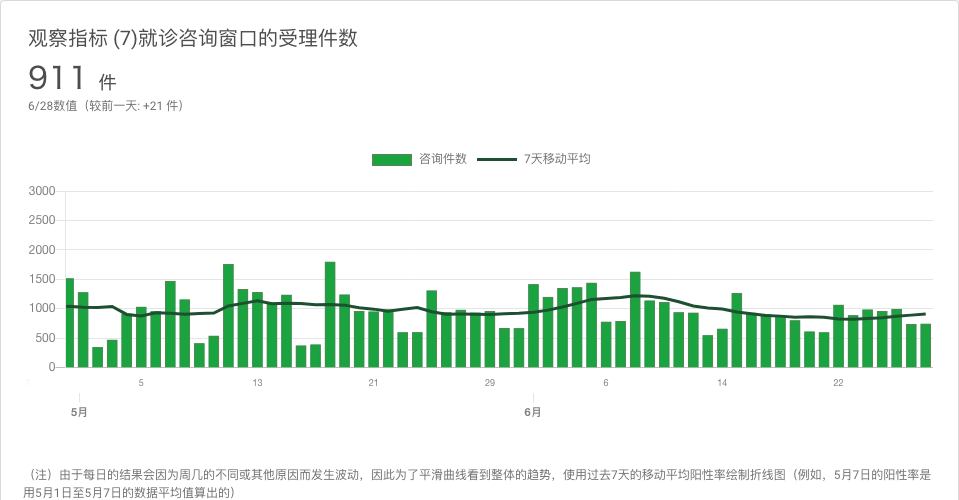 观察指标 (7)就诊咨询窗口的受理件数
911 件
6/28数值（较前一天: +21 件）
咨询件数 7天移动平均
3000
2500
2000
1500
1000
500
0
5 13 21 29 6 14 22
5月 6月
（注）由于每日的结果会因为周几的不同或其他原因而发生波动，因此为了平滑曲线看到整体的趋势，使用过去7天的移动平均阳性率绘制折线图（例如，5月7日的阳性率是
用5月1日至5月7日的数据平均值算出的）